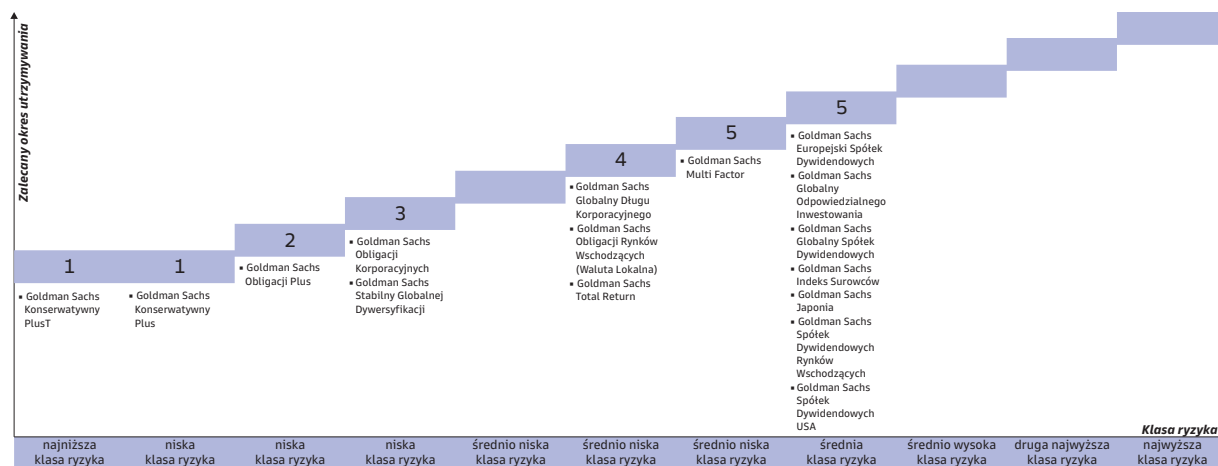 Zalecany okres utrzymywania
1
▪ Goldman Sachs
Konserwatywny
PlusT
1
▪ Goldman Sachs
Konserwatywny
Plus
2
▪ Goldman Sachs
Obligacji Plus
3
▪ Goldman Sachs
Obligacji
Korporacyjnych
▪ Goldman Sachs
Stabilny Globalnej
Dywersyfikacji
4
▪ Goldman Sachs
Globalny Długu
Korporacyjnego
▪ Goldman Sachs
Obligacji Rynków
Wschodzących
(Waluta Lokalna)
▪ Goldman Sachs
Total Return
5
▪ Goldman Sachs
Multi Factor
5
▪ Goldman Sachs
Europejski Spółek
Dywidendowych
▪ Goldman Sachs
Globalny
Odpowiedzialnego
Inwestowania
▪ Goldman Sachs
Globalny Spółek
Dywidendowych
▪ Goldman Sachs
Indeks Surowców
▪ Goldman Sachs
Japonia
▪ Goldman Sachs
Spółek
Dywidendowych
Rynków
Wschodzących
▪ Goldman Sachs
Spółek
Dywidendowych
USA
Klasa ryzyka
najniższa
klasa ryzyka
niska
klasa ryzyka
niska
klasa ryzyka
niska
klasa ryzyka
średnio niska
klasa ryzyka
średnio niska
klasa ryzyka
średnio niska
klasa ryzyka
średnia
klasa ryzyka
średnio wysoka
klasa ryzyka
druga najwyższa
klasa ryzyka
najwyższa
klasa ryzyka